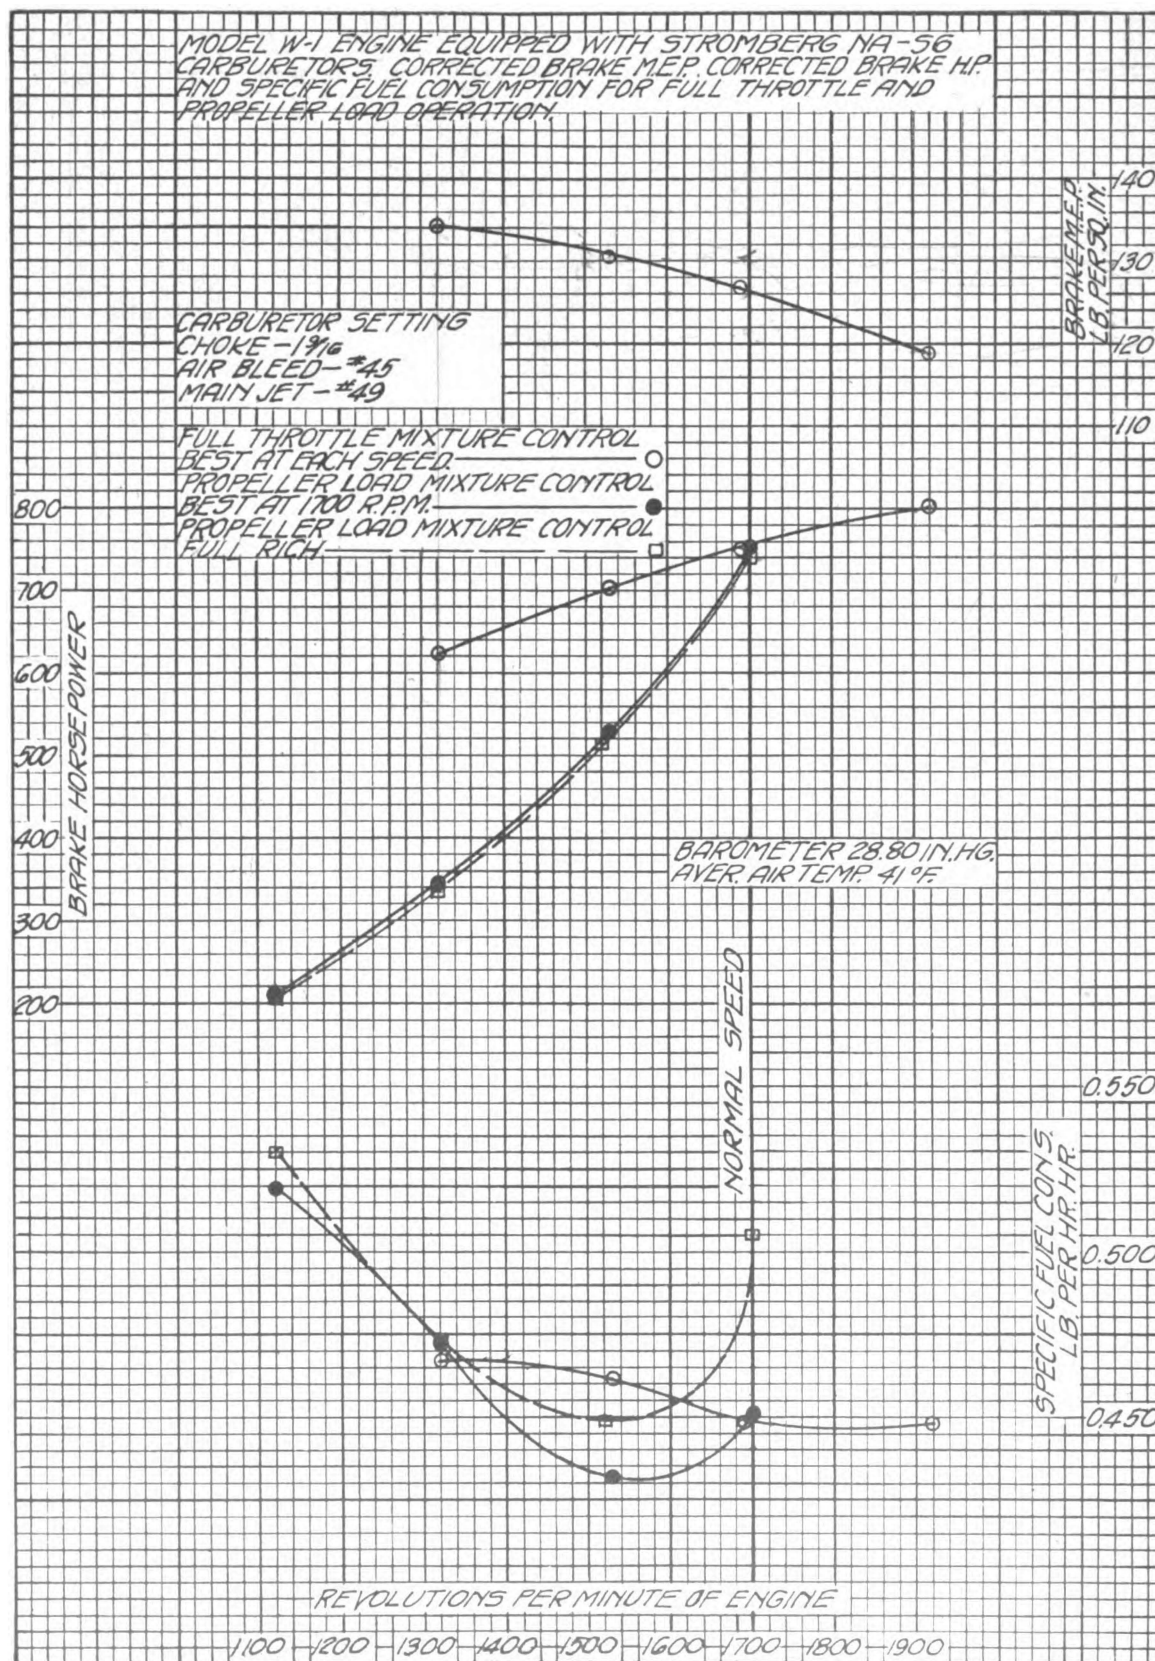 MODEL W-1 ENGINE EQUIPPED WITH STROMBERG NA-S6
CARBURETORS, CORRECTED BRAKE M.E.P. CORRECTED BRAKE H.P.
AND SPECIFIC FUEL CONSUMPTION FOR FULL THROTTLE AND
PROPELLER LOAD OPERATION.
BRAKE M.E.P.
LB. PER SQ. IN.
140
130
120
110
CARBURETOR SETTING
CHOKE-1 9/16
AIR BLEED-#45
MAIN JET-#49
FULL THROTTLE MIXTURE CONTROL
BEST AT EACH SPEED.
PROPELLER LOAD MIXTURE CONTROL
BEST AT 1700 R.P.M.
PROPELLER LOAD MIXTURE CONTROL
FULL RICH
800
700
600
500
400
300
200
BRAKE HORSEPOWER
BAROMETER 28.80 IN. HG.
AVER. AIR TEMP. 41°F.
NORMAL SPEED
0.550
0.500
0.450
SPECIFIC FUEL CONS.
LB. PER HR. HR.
REVOLUTIONS PER MINUTE OF ENGINE
1100 1200 1300 1400 1500 1600 1700 1800 1900